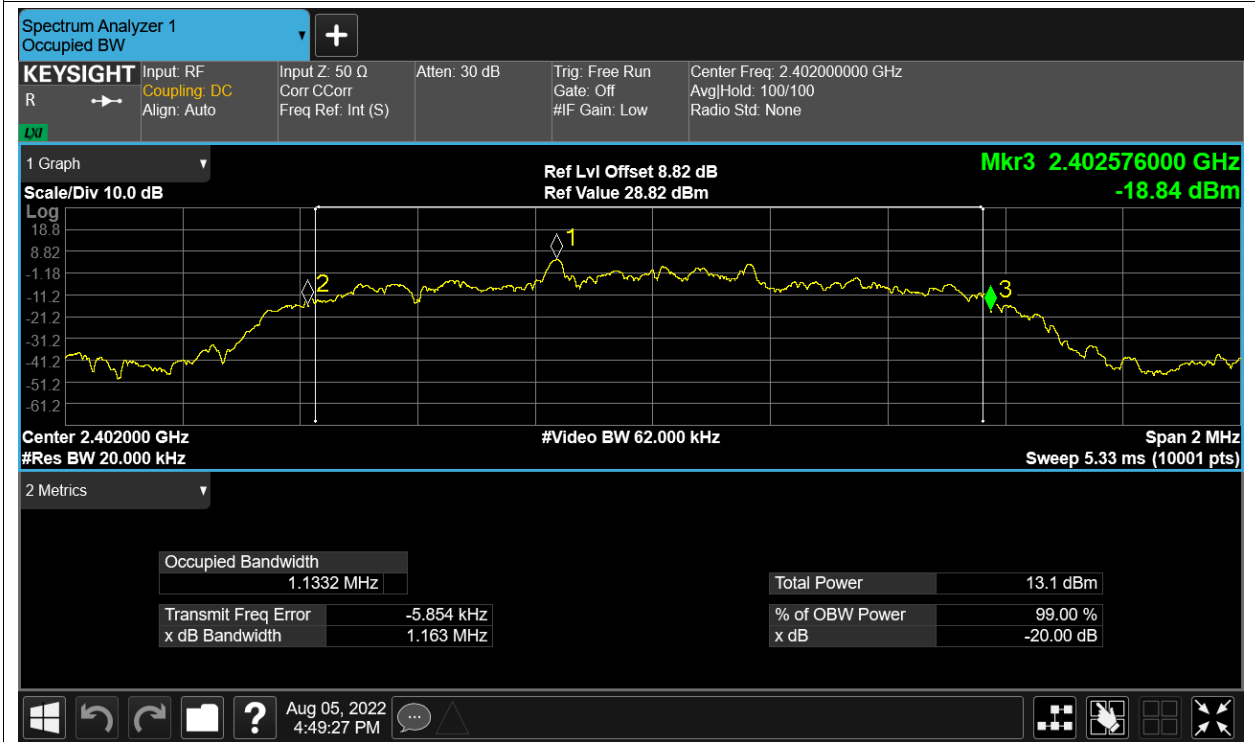 Spectrum Analyzer 1
Occupied BW
+
KEYSIGHT
R
LXI
Input: RF
Coupling: DC
Align: Auto
Input Z: 50 Ω
Corr CCorr
Freq Ref: Int (S)
Atten: 30 dB
Trig: Free Run
Gate: Off
#IF Gain: Low
Center Freq: 2.402000000 GHz
Avg|Hold: 100/100
Radio Std: None
1 Graph
Scale/Div 10.0 dB
Ref Lvl Offset 8.82 dB
Ref Value 28.82 dBm
Mkr3 2.402576000 GHz
-18.84 dBm
Log
18.8
8.82
-1.18
-11.2
-21.2
-31.2
-41.2
-51.2
-61.2
1
2
3
Center 2.402000 GHz
#Video BW 62.000 kHz
Span 2 MHz
#Res BW 20.000 kHz
Sweep 5.33 ms (10001 pts)
2 Metrics
Occupied Bandwidth
1.1332 MHz
Transmit Freq Error -5.854 kHz
x dB Bandwidth 1.163 MHz
Total Power 13.1 dBm
% of OBW Power 99.00 %
x dB -20.00 dB
?
Aug 05, 2022
4:49:27 PM